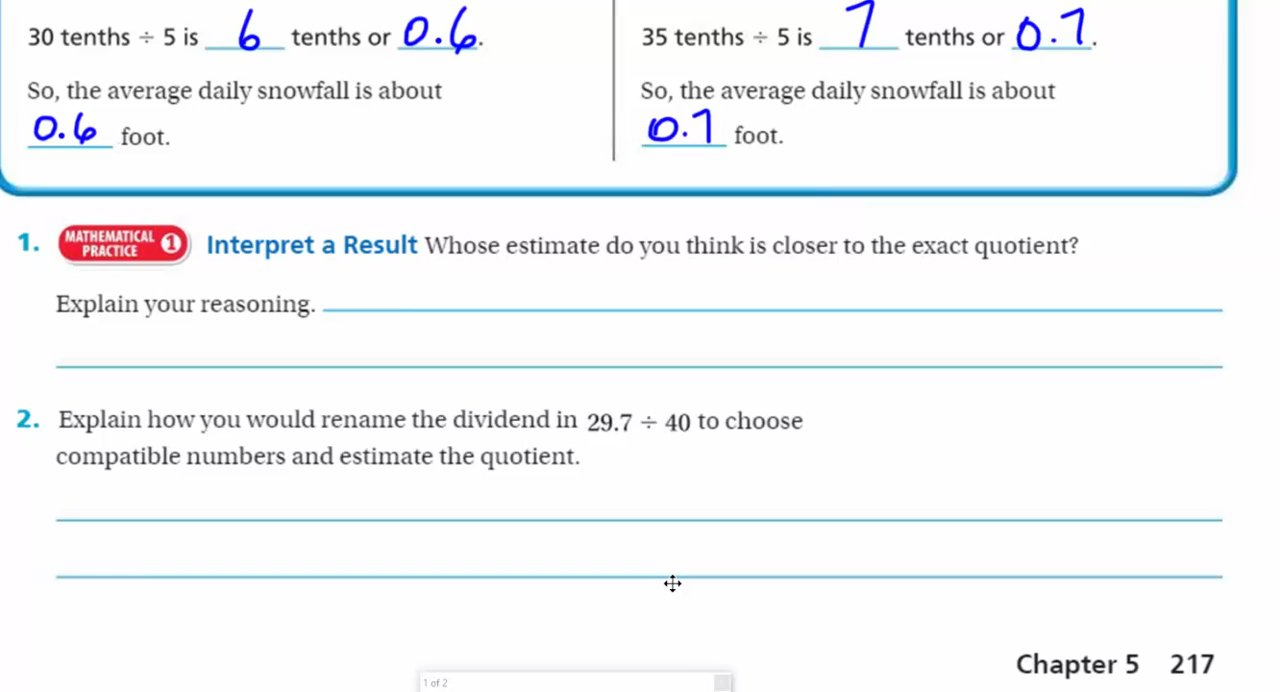 30 tenths ÷ 5 is 6 tenths or 0.6.
So, the average daily snowfall is about
0.6 foot.
35 tenths ÷ 5 is 7 tenths or 0.7.
So, the average daily snowfall is about
0.7 foot.
1. MATHEMATICAL PRACTICE 1 Interpret a Result Whose estimate do you think is closer to the exact quotient?
Explain your reasoning.
2. Explain how you would rename the dividend in 29.7 ÷ 40 to choose
compatible numbers and estimate the quotient.
Chapter 5 217
1 of 2